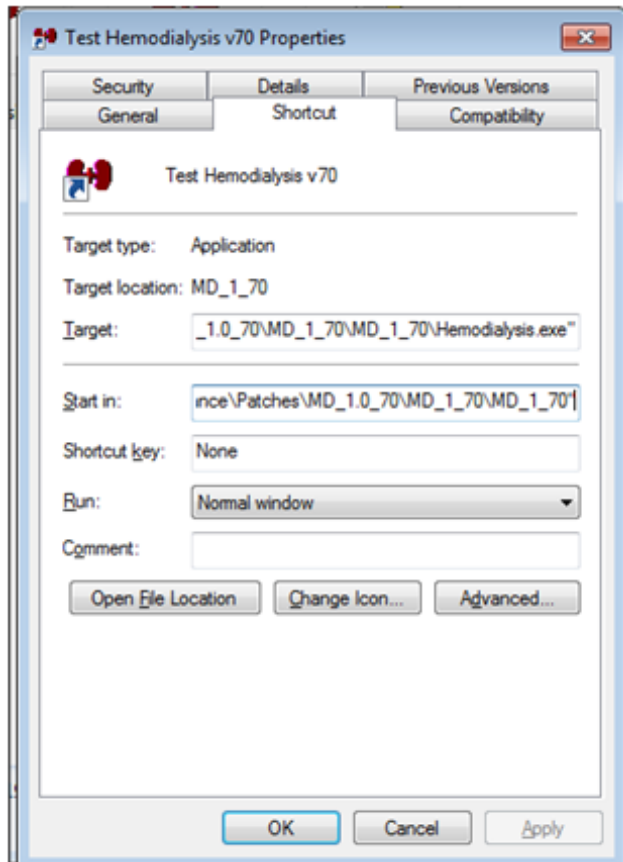 Test Hemodialysis v70 Properties
Security Details Previous Versions
General Shortcut Compatibility
Test Hemodialysis v70
Target type: Application
Target location: MD_1_70
Target: _1.0_70\MD_1_70\MD_1_70\Hemodialysis.exe"
Start in: nce\Patches\MD_1.0_70\MD_1_70\MD_1_70"
Shortcut key: None
Run: Normal window
Comment:
Open File Location Change Icon... Advanced...
OK Cancel Apply